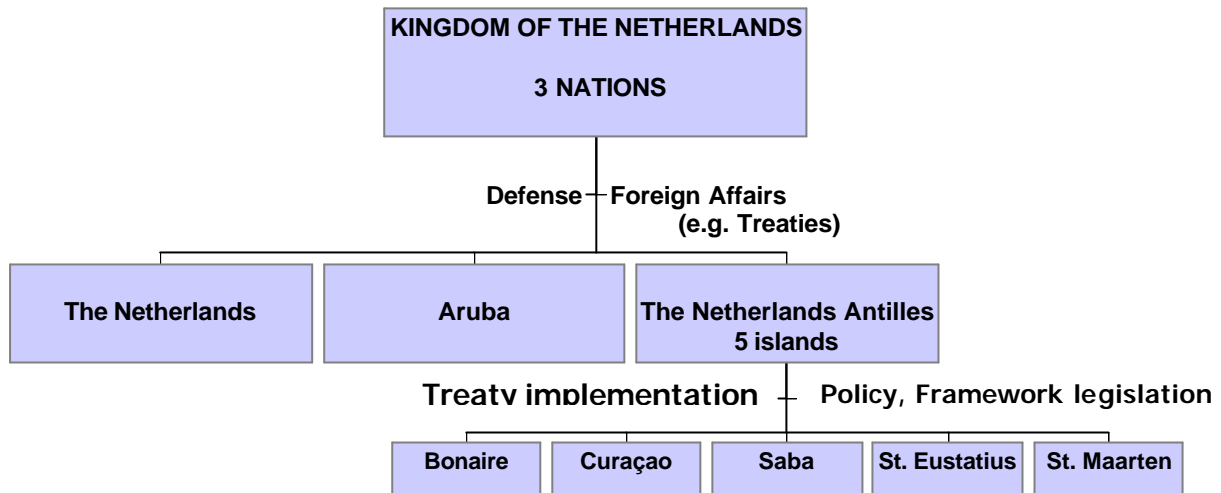 KINGDOM OF THE NETHERLANDS
3 NATIONS
Defense
Foreign Affairs
(e.g. Treaties)
The Netherlands
Aruba
The Netherlands Antilles
5 islands
Treaty implementation
Policy, Framework legislation
Bonaire
Curaçao
Saba
St. Eustatius
St. Maarten